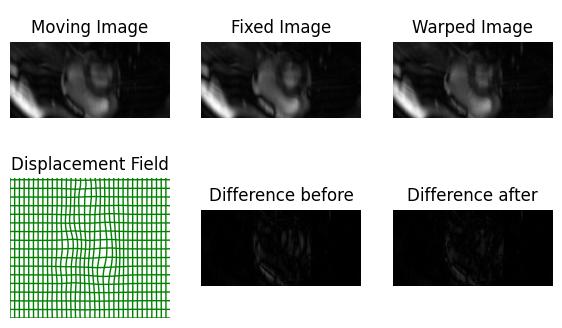 Moving Image
Fixed Image
Warped Image
Displacement Field
Difference before
Difference after